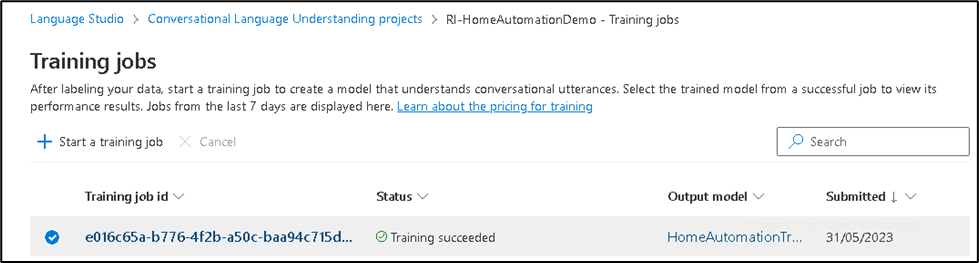 Language Studio > Conversational Language Understanding projects > RI-HomeAutomationDemo - Training jobs
Training jobs
After labeling your data, start a training job to create a model that understands conversational utterances. Select the trained model from a successful job to view its
performance results. Jobs from the last 7 days are displayed here. Learn about the pricing for training
+ Start a training job × Cancel Search
Training job id Status Output model Submitted ↓
e016c65a-b776-4f2b-a50c-baa94c715d... Training succeeded HomeAutomationTr... 31/05/2023